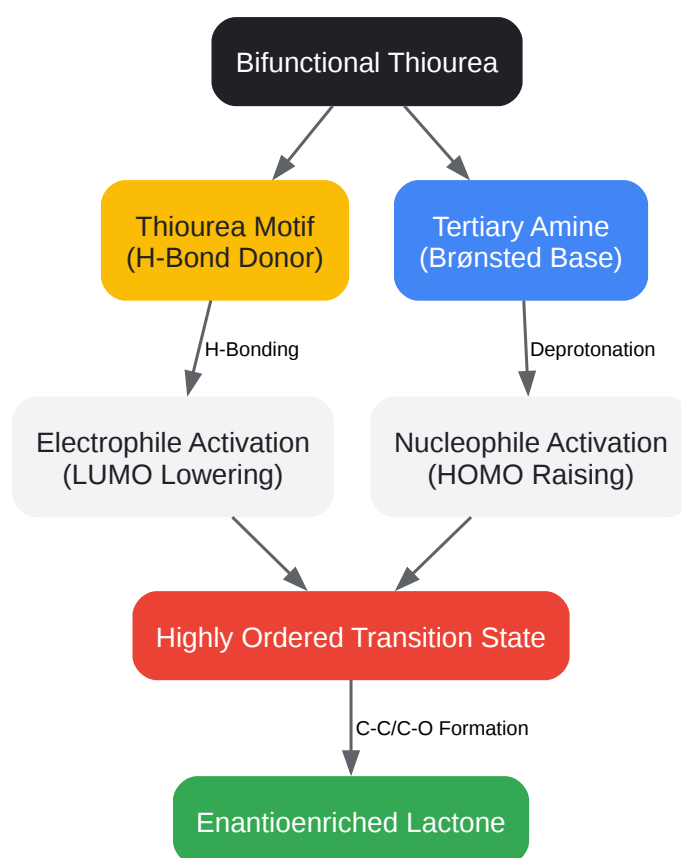 Bifunctional Thiourea
Thiourea Motif
(H-Bond Donor)
Tertiary Amine
(Brønsted Base)
H-Bonding
Deprotonation
Electrophile Activation
(LUMO Lowering)
Nucleophile Activation
(HOMO Raising)
Highly Ordered Transition State
C-C/C-O Formation
Enantioenriched Lactone